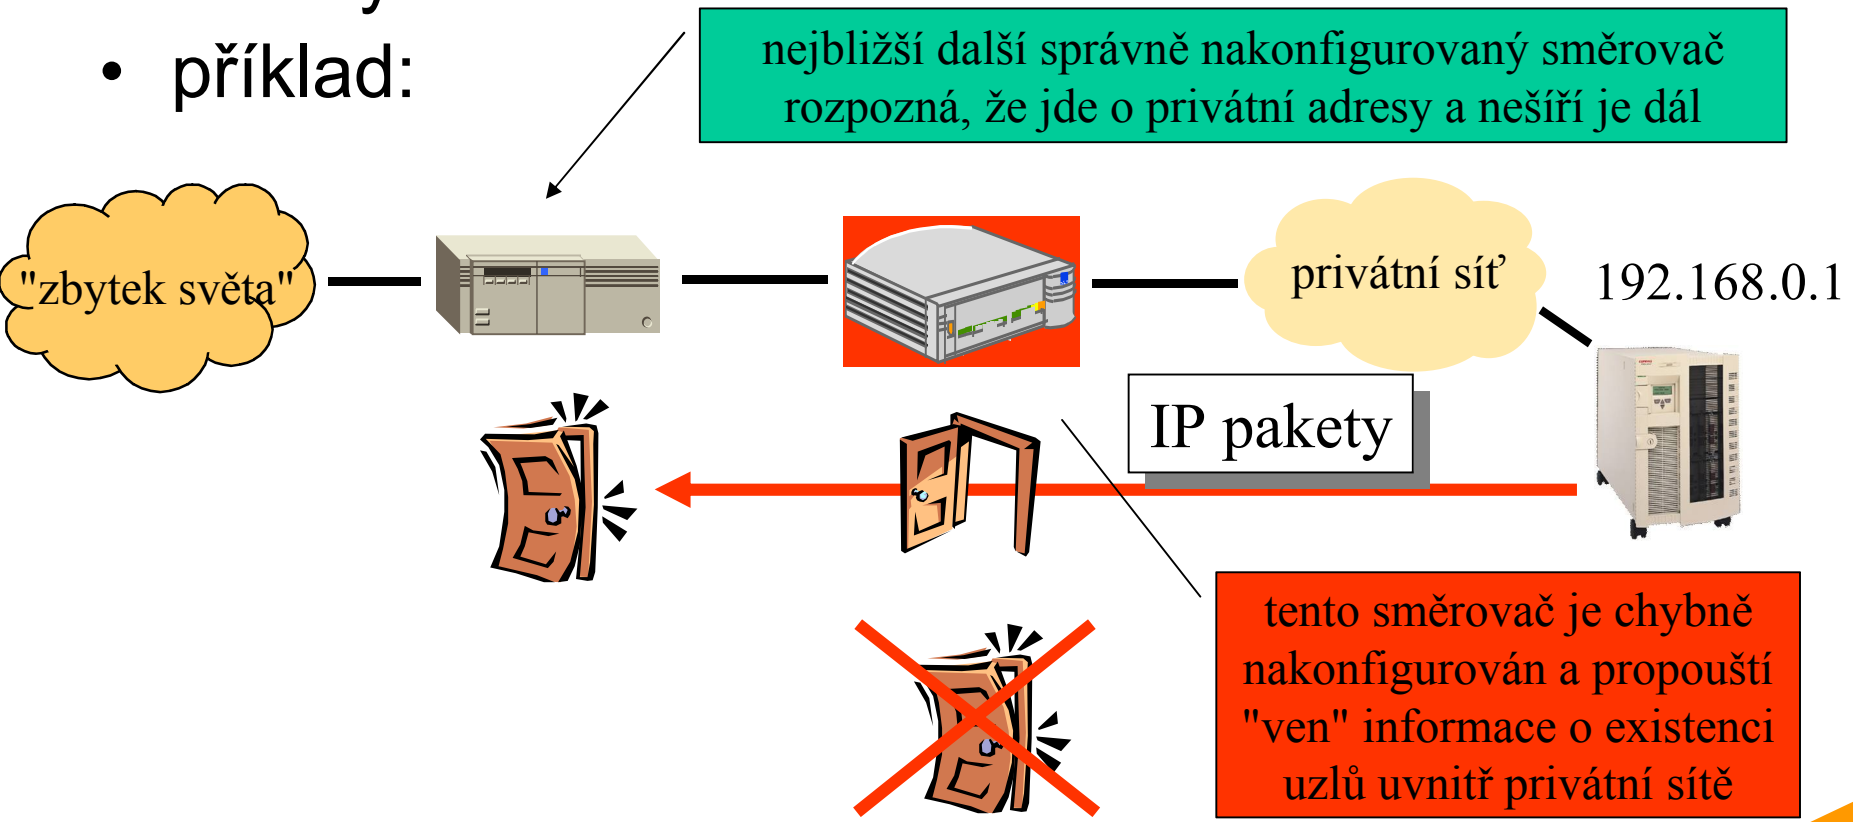 • příklad:
nejbližší další správně nakonfigurovaný směrovač
rozpozná, že jde o privátní adresy a nešíří je dál
"zbytek světa"
privátní síť
192.168.0.1
IP pakety
tento směrovač je chybně
nakonfigurován a propouští
"ven" informace o existenci
uzlů uvnitř privátní sítě